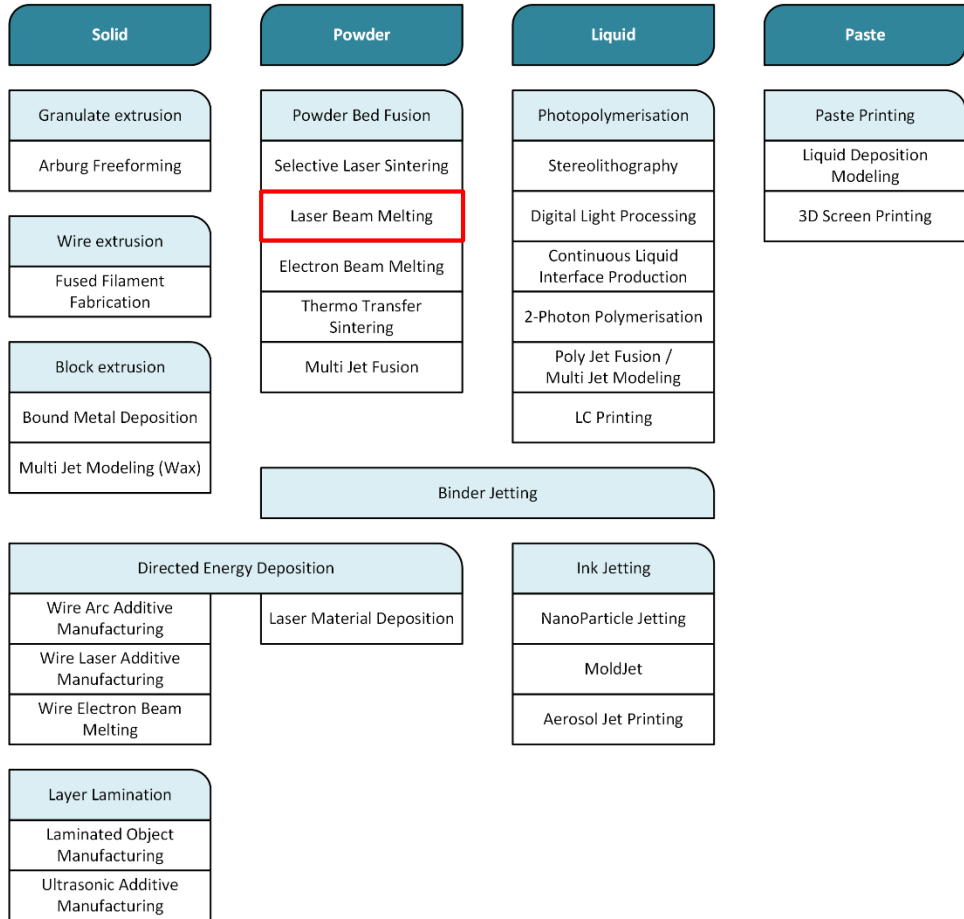 Solid
Powder
Liquid
Paste
Granulate extrusion
Arburg Freeforming
Wire extrusion
Fused Filament
Fabrication
Block extrusion
Bound Metal Deposition
Multi Jet Modeling (Wax)
Powder Bed Fusion
Selective Laser Sintering
Laser Beam Melting
Electron Beam Melting
Thermo Transfer
Sintering
Multi Jet Fusion
Photopolymerisation
Stereolithography
Digital Light Processing
Continuous Liquid
Interface Production
2-Photon Polymerisation
Poly Jet Fusion /
Multi Jet Modeling
LC Printing
Paste Printing
Liquid Deposition
Modeling
3D Screen Printing
Binder Jetting
Directed Energy Deposition
Wire Arc Additive
Manufacturing
Wire Laser Additive
Manufacturing
Wire Electron Beam
Melting
Laser Material Deposition
Ink Jetting
NanoParticle Jetting
MoldJet
Aerosol Jet Printing
Layer Lamination
Laminated Object
Manufacturing
Ultrasonic Additive
Manufacturing